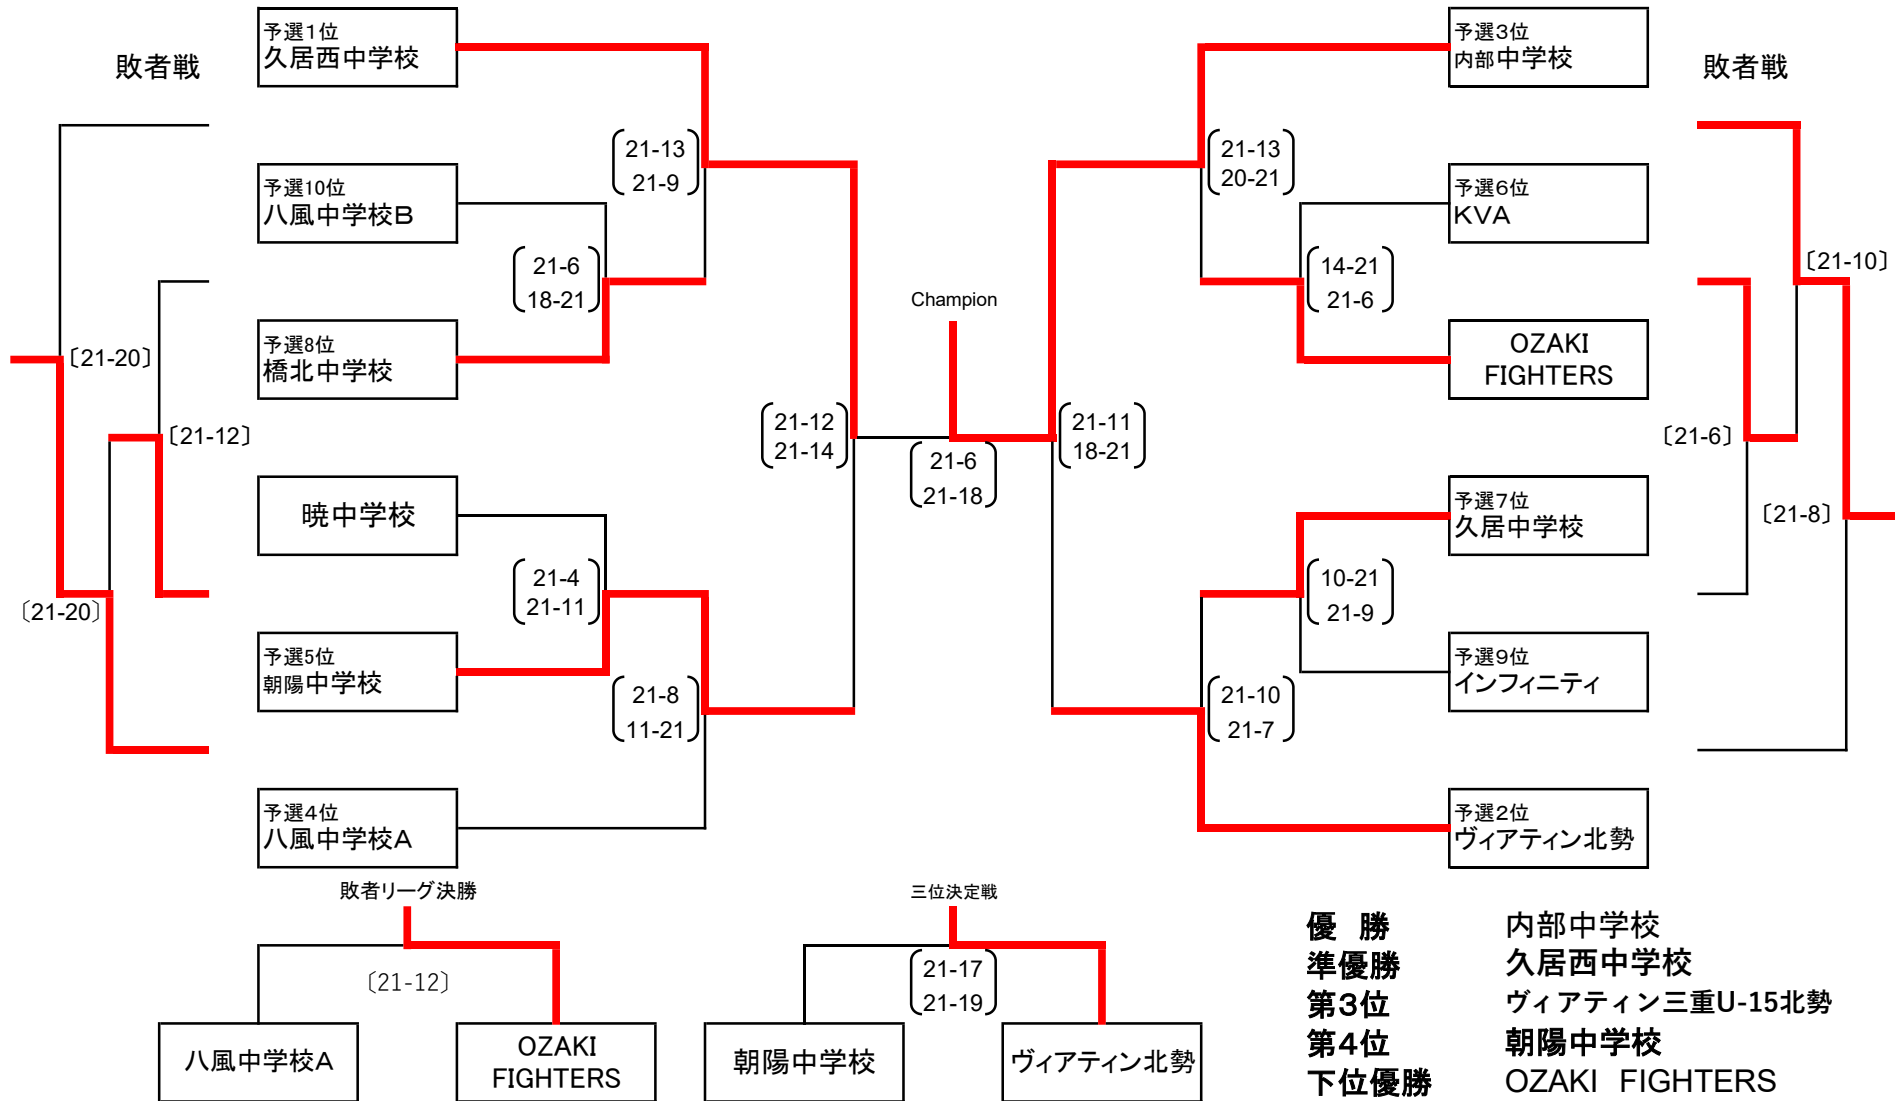 敗者戦
予選1位
久居西中学校
21-13
21-9
予選10位
八風中学校B
21-6
18-21
予選8位
橋北中学校
〔21-20〕
〔21-12〕
21-12
21-14
暁中学校
21-4
21-11
〔21-20〕
予選5位
朝陽中学校
21-8
11-21
予選4位
八風中学校A
Champion
21-6
21-18
予選3位
内部中学校
敗者戦
21-13
20-21
予選6位
KVA
14-21
21-6
〔21-10〕
OZAKI
FIGHTERS
21-11
18-21
〔21-6〕
予選7位
久居中学校
〔21-8〕
10-21
21-9
予選9位
インフィニティ
21-10
21-7
予選2位
ヴィアティン北勢
敗者リーグ決勝
〔21-12〕
八風中学校A
OZAKI
FIGHTERS
三位決定戦
21-17
21-19
朝陽中学校
ヴィアティン北勢
優　勝　内部中学校
準優勝　久居西中学校
第3位　ヴィアティン三重U-15北勢
第4位　朝陽中学校
下位優勝　OZAKI　FIGHTERS